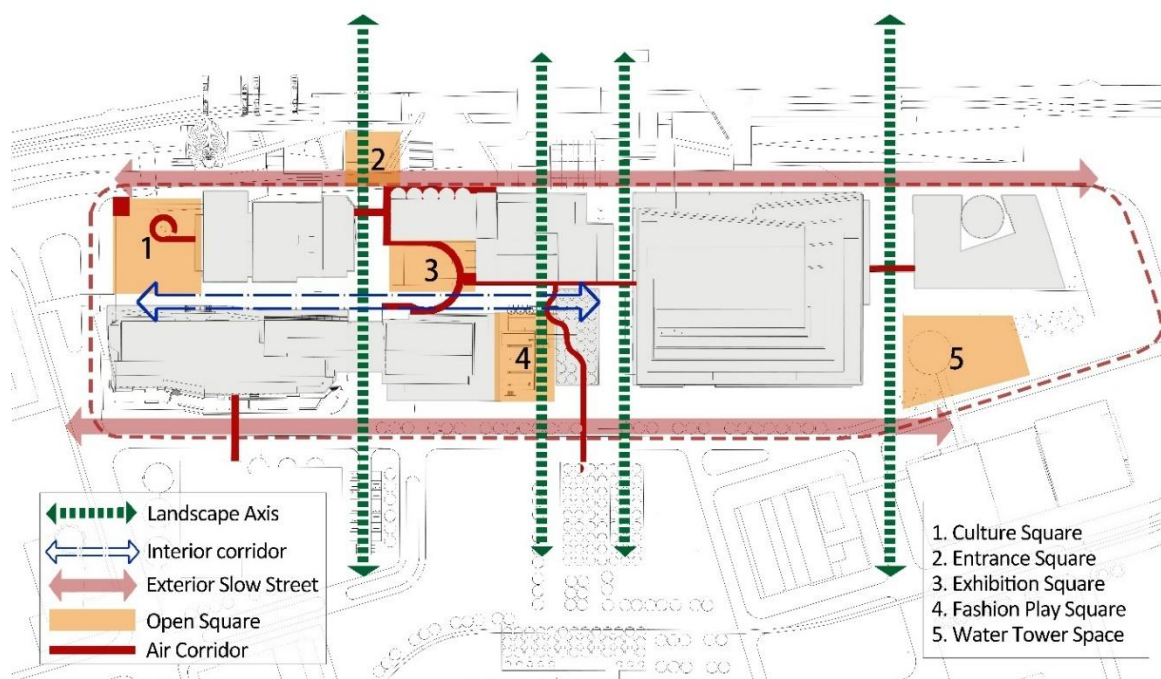 2
1
3
4
5
Landscape Axis
Interior corridor
Exterior Slow Street
Open Square
Air Corridor
1. Culture Square
2. Entrance Square
3. Exhibition Square
4. Fashion Play Square
5. Water Tower Space